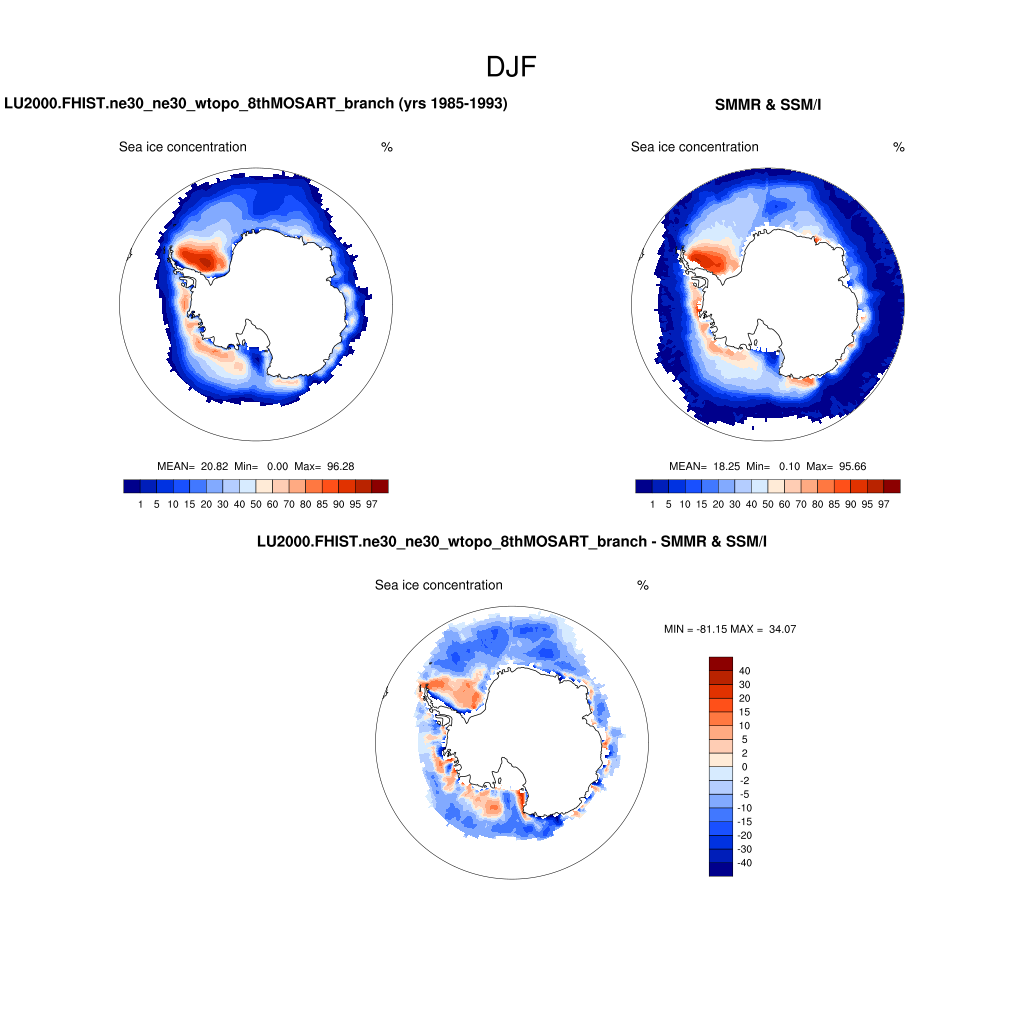 DJF
LU2000.FHIST.ne30_ne30_wtopo_8thMOSART_branch (yrs 1985-1993)
SMMR & SSM/I
Sea ice concentration %
Sea ice concentration %
MEAN= 20.82 Min= 0.00 Max= 96.28
MEAN= 18.25 Min= 0.10 Max= 95.66
1 5 10 15 20 30 40 50 60 70 80 85 90 95 97
1 5 10 15 20 30 40 50 60 70 80 85 90 95 97
LU2000.FHIST.ne30_ne30_wtopo_8thMOSART_branch - SMMR & SSM/I
Sea ice concentration %
MIN = -81.15 MAX = 34.07
40
30
20
15
10
5
2
0
-2
-5
-10
-15
-20
-30
-40